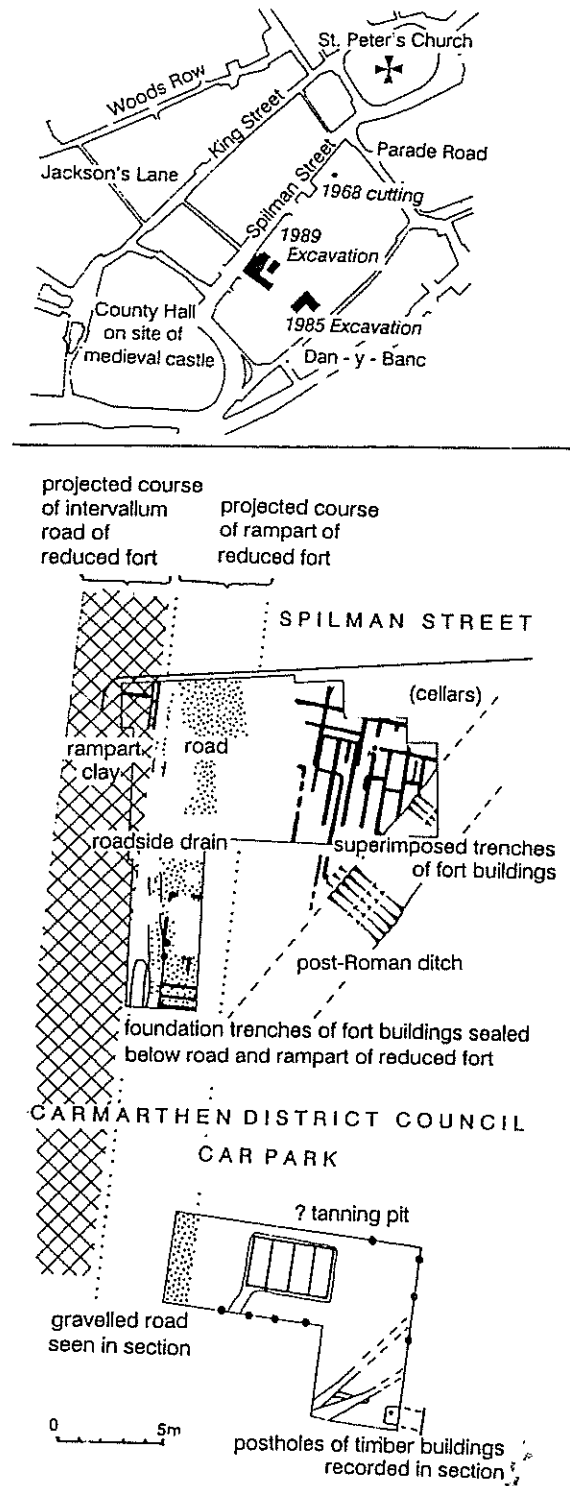 St. Peter's Church
Woods Row
King Street
Jackson's Lane
Parade Road
Spilman Street
1968 cutting
1989
Excavation
County Hall
on site of
medieval castle
1985 Excavation
Dan - y - Banc
projected course
of intervallum
road of
reduced fort
projected course
of rampart of
reduced fort
SPILMAN STREET
(cellars)
rampart
clay
road
roadside drain
superimposed trenches
of fort buildings
post-Roman ditch
foundation trenches of fort buildings sealed
below road and rampart of reduced fort
CARMARTHEN DISTRICT COUNCIL
CAR PARK
? tanning pit
gravelled road
seen in section
0 5m
postholes of timber buildings
recorded in section